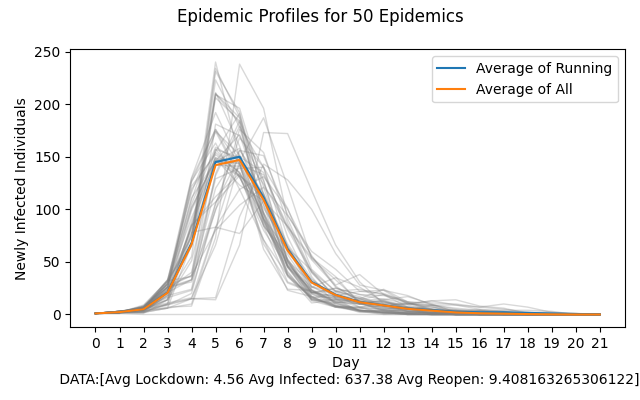 Epidemic Profiles for 50 Epidemics
250
200
150
100
50
0
Newly Infected Individuals
Average of Running
Average of All
0 1 2 3 4 5 6 7 8 9 10 11 12 13 14 15 16 17 18 19 20 21
Day
DATA:[Avg Lockdown: 4.56 Avg Infected: 637.38 Avg Reopen: 9.408163265306122]